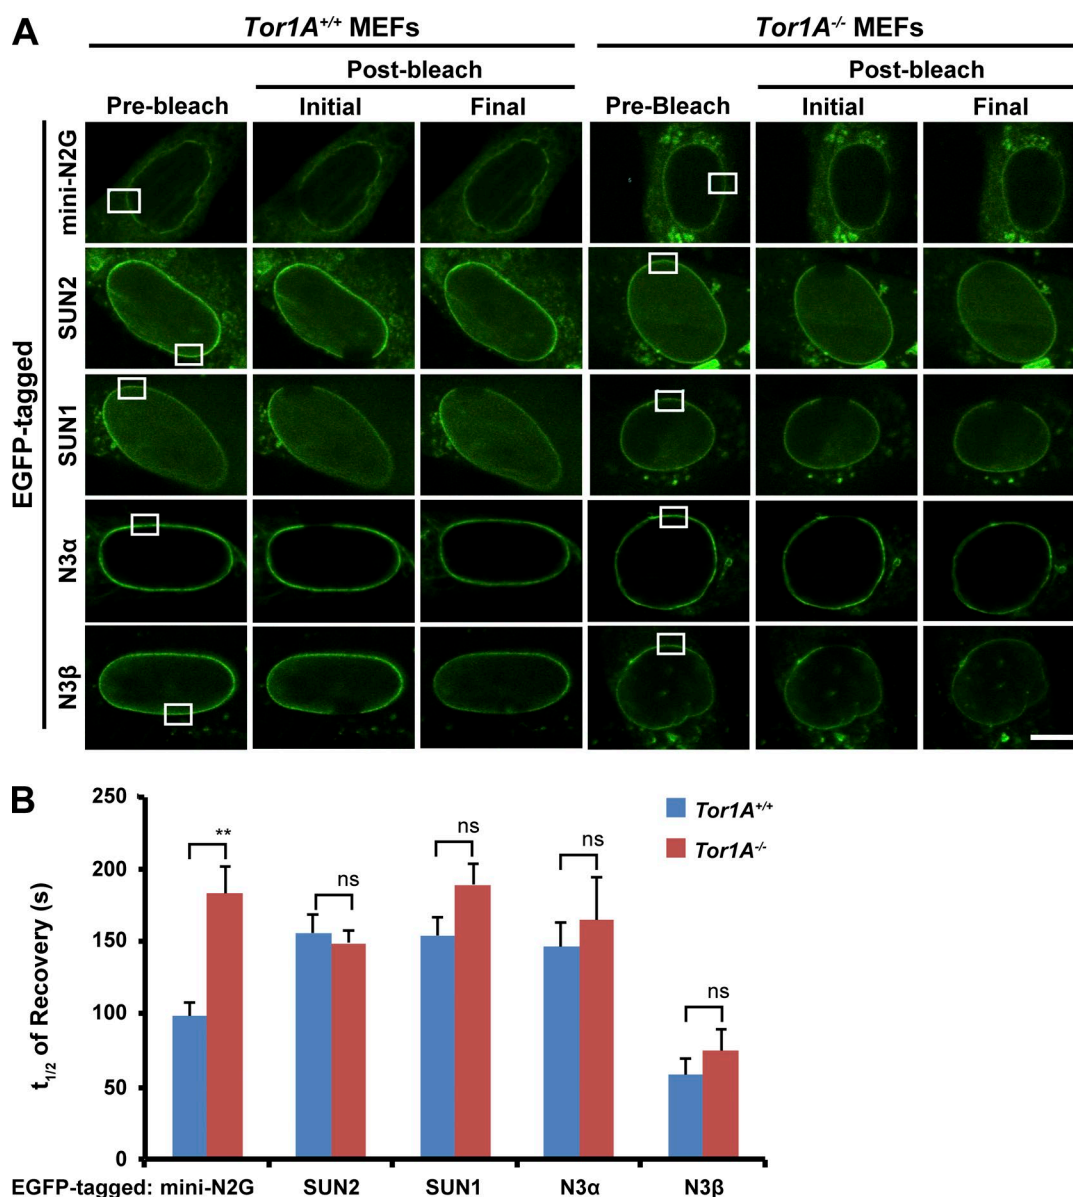 A
Tor1A+/+ MEFs
Tor1A-/- MEFs
Post-bleach
Post-bleach
Pre-bleach
Initial
Final
Pre-Bleach
Initial
Final
EGFP-tagged
mini-N2G
SUN2
SUN1
N3α
N3β
B
250
200
150
100
50
0
t1/2 of Recovery (s)
**
ns
ns
ns
ns
Tor1A+/+
Tor1A-/-
EGFP-tagged: mini-N2G SUN2 SUN1 N3α N3β